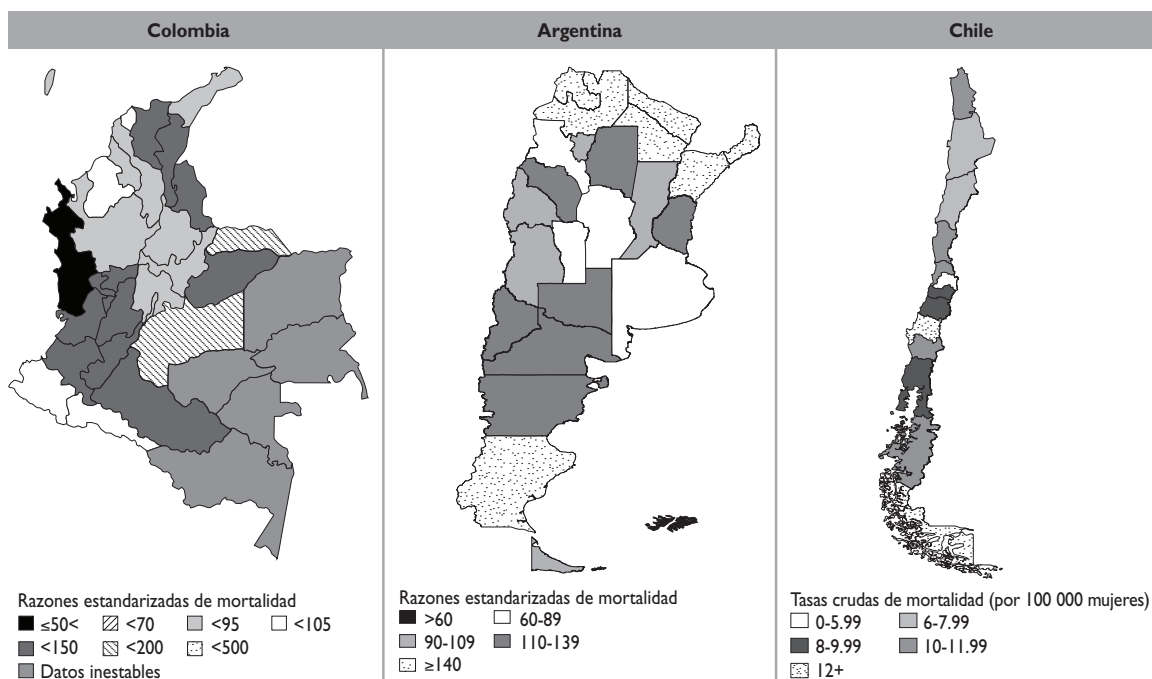 Colombia
Argentina
Chile
Razones estandarizadas de mortalidad
≤50< <70 <95 <105
<150 <200 <500
Datos inestables
Razones estandarizadas de mortalidad
>60 60-89
90-109 110-139
≥140
Tasas crudas de mortalidad (por 100 000 mujeres)
0-5.99 6-7.99
8-9.99 10-11.99
12+